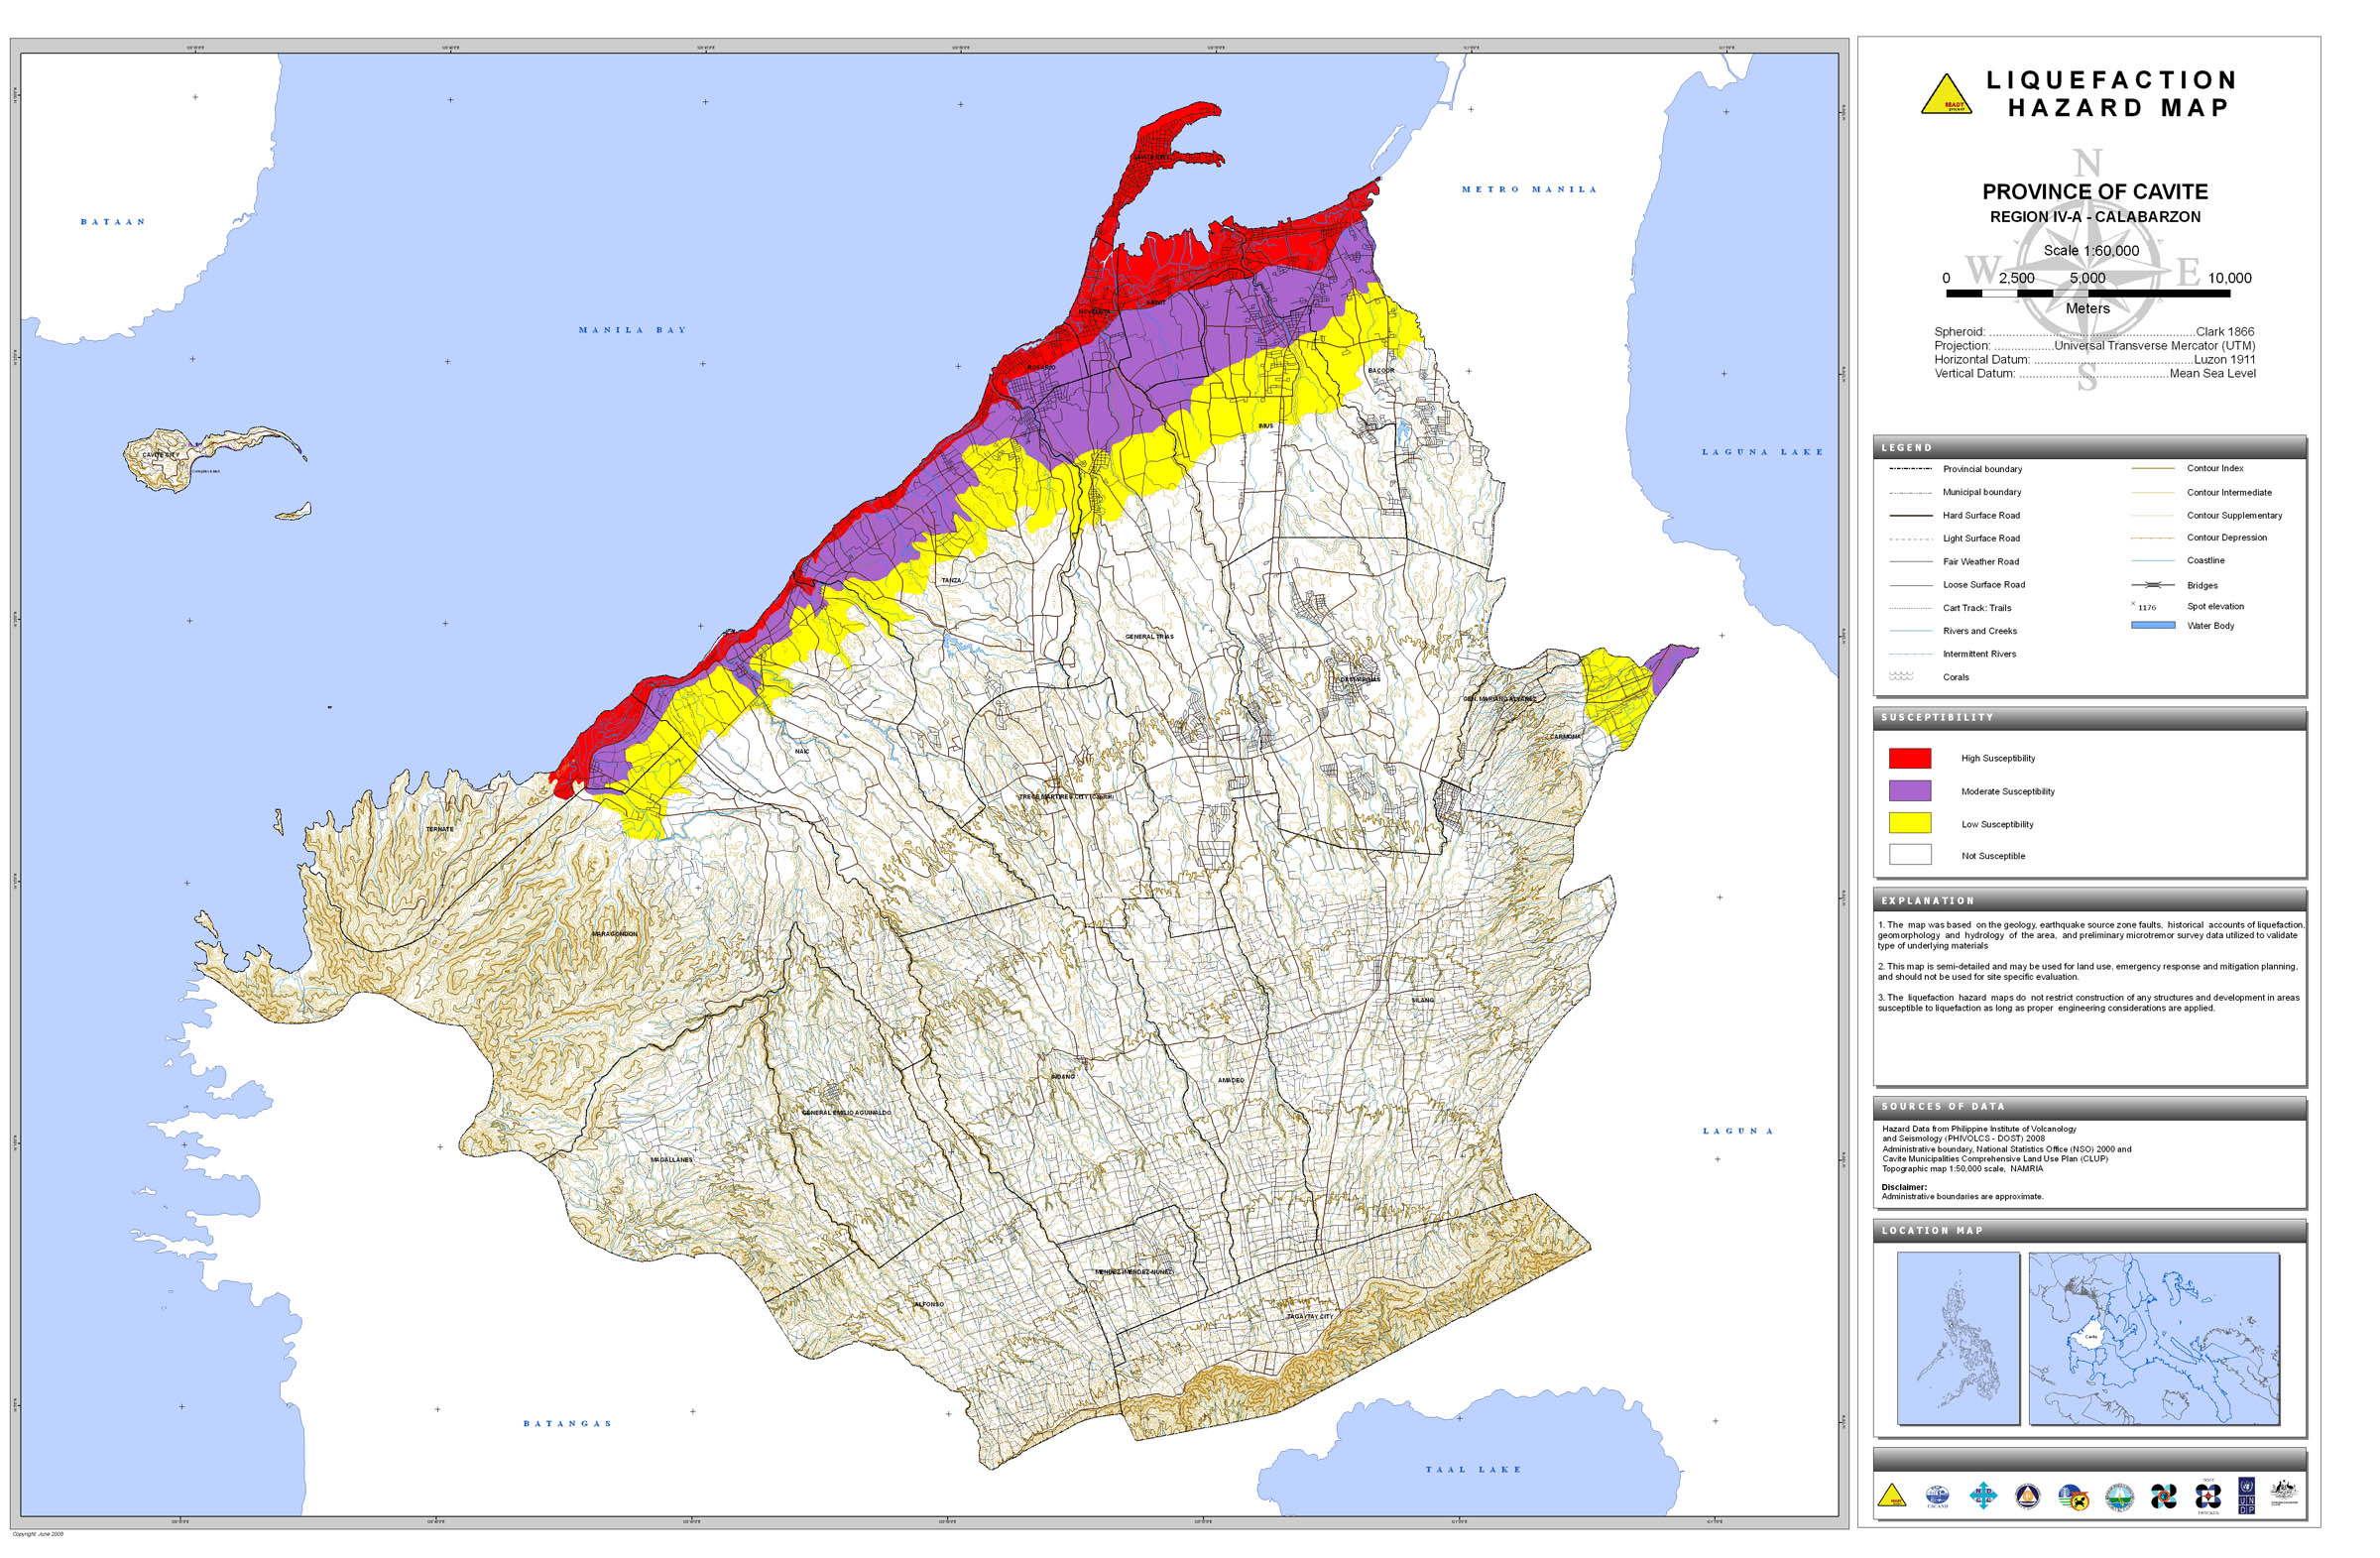 LIQUEFACTION
HAZARD MAP
N
PROVINCE OF CAVITE
REGION IV-A - CALABARZON
Scale 1:60,000
W
E
0 2,500 5,000 10,000
Meters
Spheroid: Clark 1866
Projection: Universal Transverse Mercator (UTM)
Horizontal Datum: Luzon 1911
Vertical Datum: Mean Sea Level
S
LEGEND
Provincial boundary
Municipal boundary
Hard Surface Road
Light Surface Road
Fair Weather Road
Loose Surface Road
Cart Track: Trails
Rivers and Creeks
Intermittent Rivers
Corals
Contour Index
Contour Intermediate
Contour Supplementary
Contour Depression
Coastline
Bridges
1176 Spot elevation
Water Body
SUSCEPTIBILITY
High Susceptibility
Moderate Susceptibility
Low Susceptibility
Not Susceptible
EXPLANATION
1. The map was based on the geology, earthquake source zone faults, historical accounts of liquefaction,
geomorphology and hydrology of the area, and preliminary microtremor survey data utilized to validate
type of underlying materials
2. This map is semi-detailed and may be used for land use, emergency response and mitigation planning,
and should not be used for site specific evaluation.
3. The liquefaction hazard maps do not restrict construction of any structures and development in areas
susceptible to liquefaction as long as proper engineering considerations are applied.
SOURCES OF DATA
Hazard Data from Philippine Institute of Volcanology
and Seismology (PHIVOLCS - DOST) 2008
Administrative boundary, National Statistics Office (NSO) 2000 and
Cavite Municipalities Comprehensive Land Use Plan (CLUP)
Topographic map 1:50,000 scale, NAMRIA
Disclaimer:
Administrative boundaries are approximate.
LOCATION MAP
Cavite
BATAAN
METRO MANILA
MANILA BAY
LAGUNA LAKE
LAGUNA
BATANGAS
TAAL LAKE
CAVITE CITY
CAVITE CITY
KAWIT
NOVELETA
ROSARIO
BACOOR
IMUS
TANZA
GENERAL TRIAS
DASMARINAS
GEN. MARIANO ALVAREZ
CARMONA
NAIC
TRECE MARTIRES CITY (Capital)
TERNATE
MARAGONDON
SILANG
INDANG
AMADEO
GENERAL EMILIO AGUINALDO
MAGALLANES
MENDEZ (MENDEZ-NUNEZ)
ALFONSO
TAGAYTAY CITY
UN
DP
Copyright June 2008